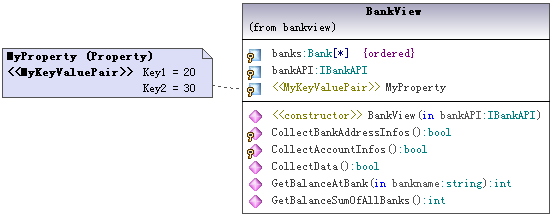 MyProperty (Property)
<<MyKeyValuePair>> Key1 = 20
Key2 = 30
BankView
(from bankview)
banks:Bank[*] {ordered}
bankAPI:IBankAPI
<<MyKeyValuePair>> MyProperty
<<constructor>> BankView(in bankAPI:IBankAPI)
CollectBankAddressInfos():bool
CollectAccountInfos():bool
CollectData():bool
GetBalanceAtBank(in bankname:string):int
GetBalanceSumOfAllBanks():int